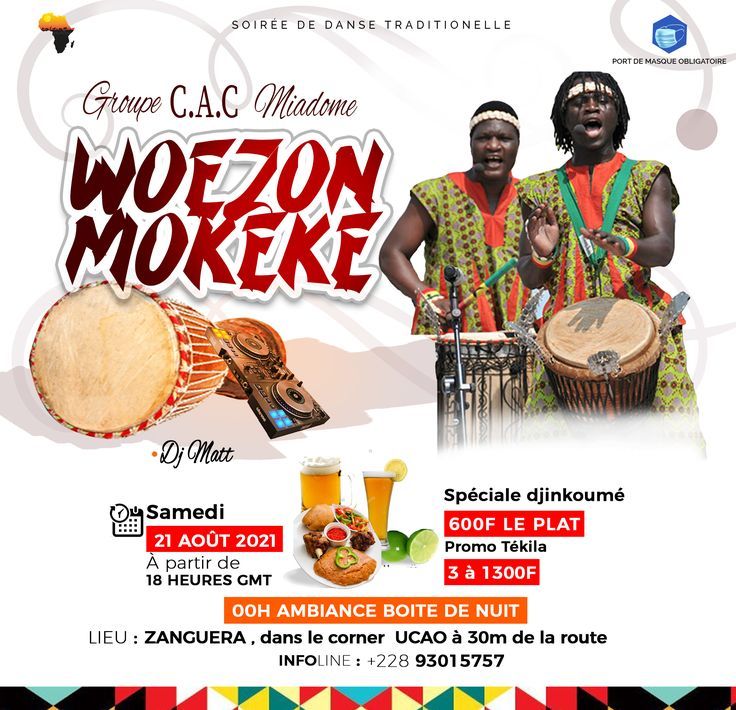 SOIRÉE DE DANSE TRADITIONELLE
PORT DE MASQUE OBLIGATOIRE
Groupe C.A.C Miadome
WOEZON
MOKÉKÉ
Dj Matt
Samedi
21 AOÛT 2021
À partir de
18 HEURES GMT
Spéciale djinkoumé
600F LE PLAT
Promo Tékila
3 à 1300F
00H AMBIANCE BOITE DE NUIT
LIEU : ZANGUERA , dans le corner UCAO à 30m de la route
INFOLINE : +228 93015757